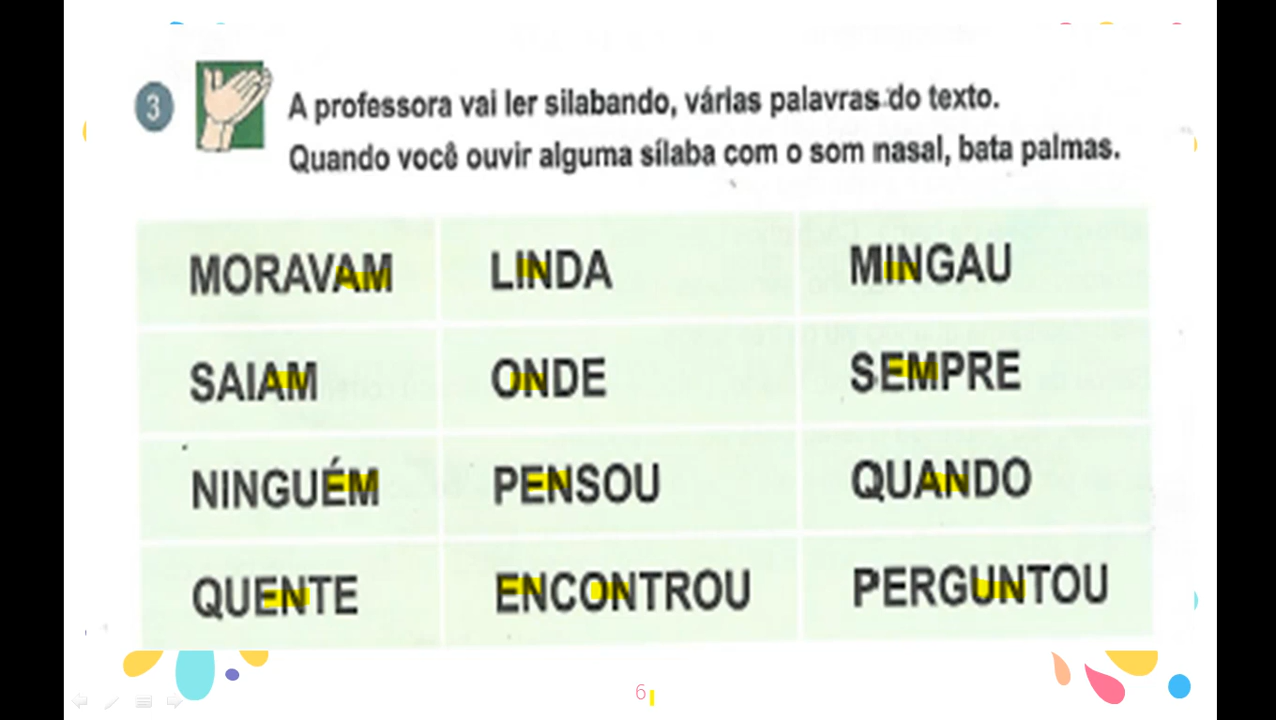 3 A professora vai ler silabando, várias palavras do texto.
Quando você ouvir alguma sílaba com o som nasal, bata palmas.
MORAVAM LINDA MINGAU
SAIAM ONDE SEMPRE
NINGUÉM PENSOU QUANDO
QUENTE ENCONTROU PERGUNTOU
6